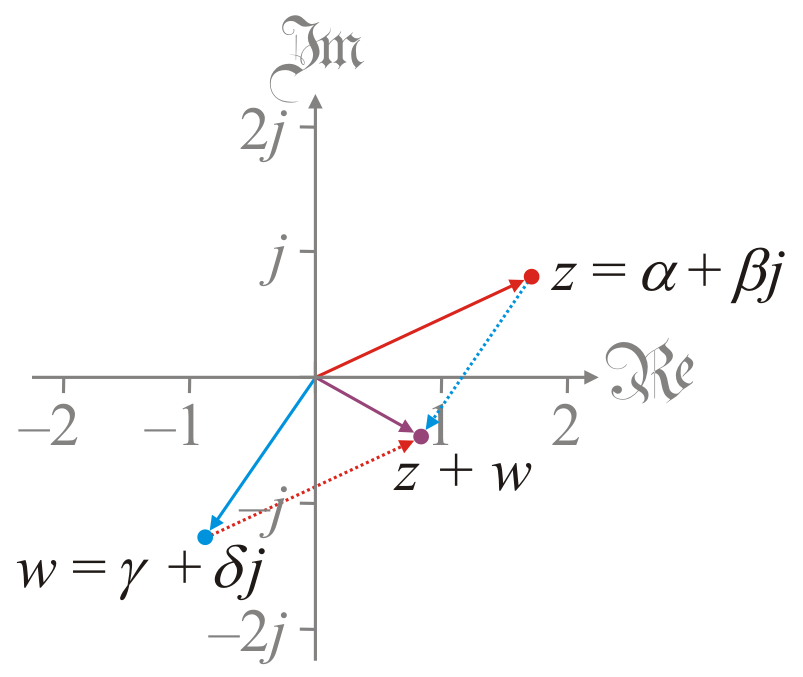 ℑ𝔪
2j
j
z = α + βj
ℜ𝔢
–2
–1
1
2
z + w
–j
w = γ + δj
–2j